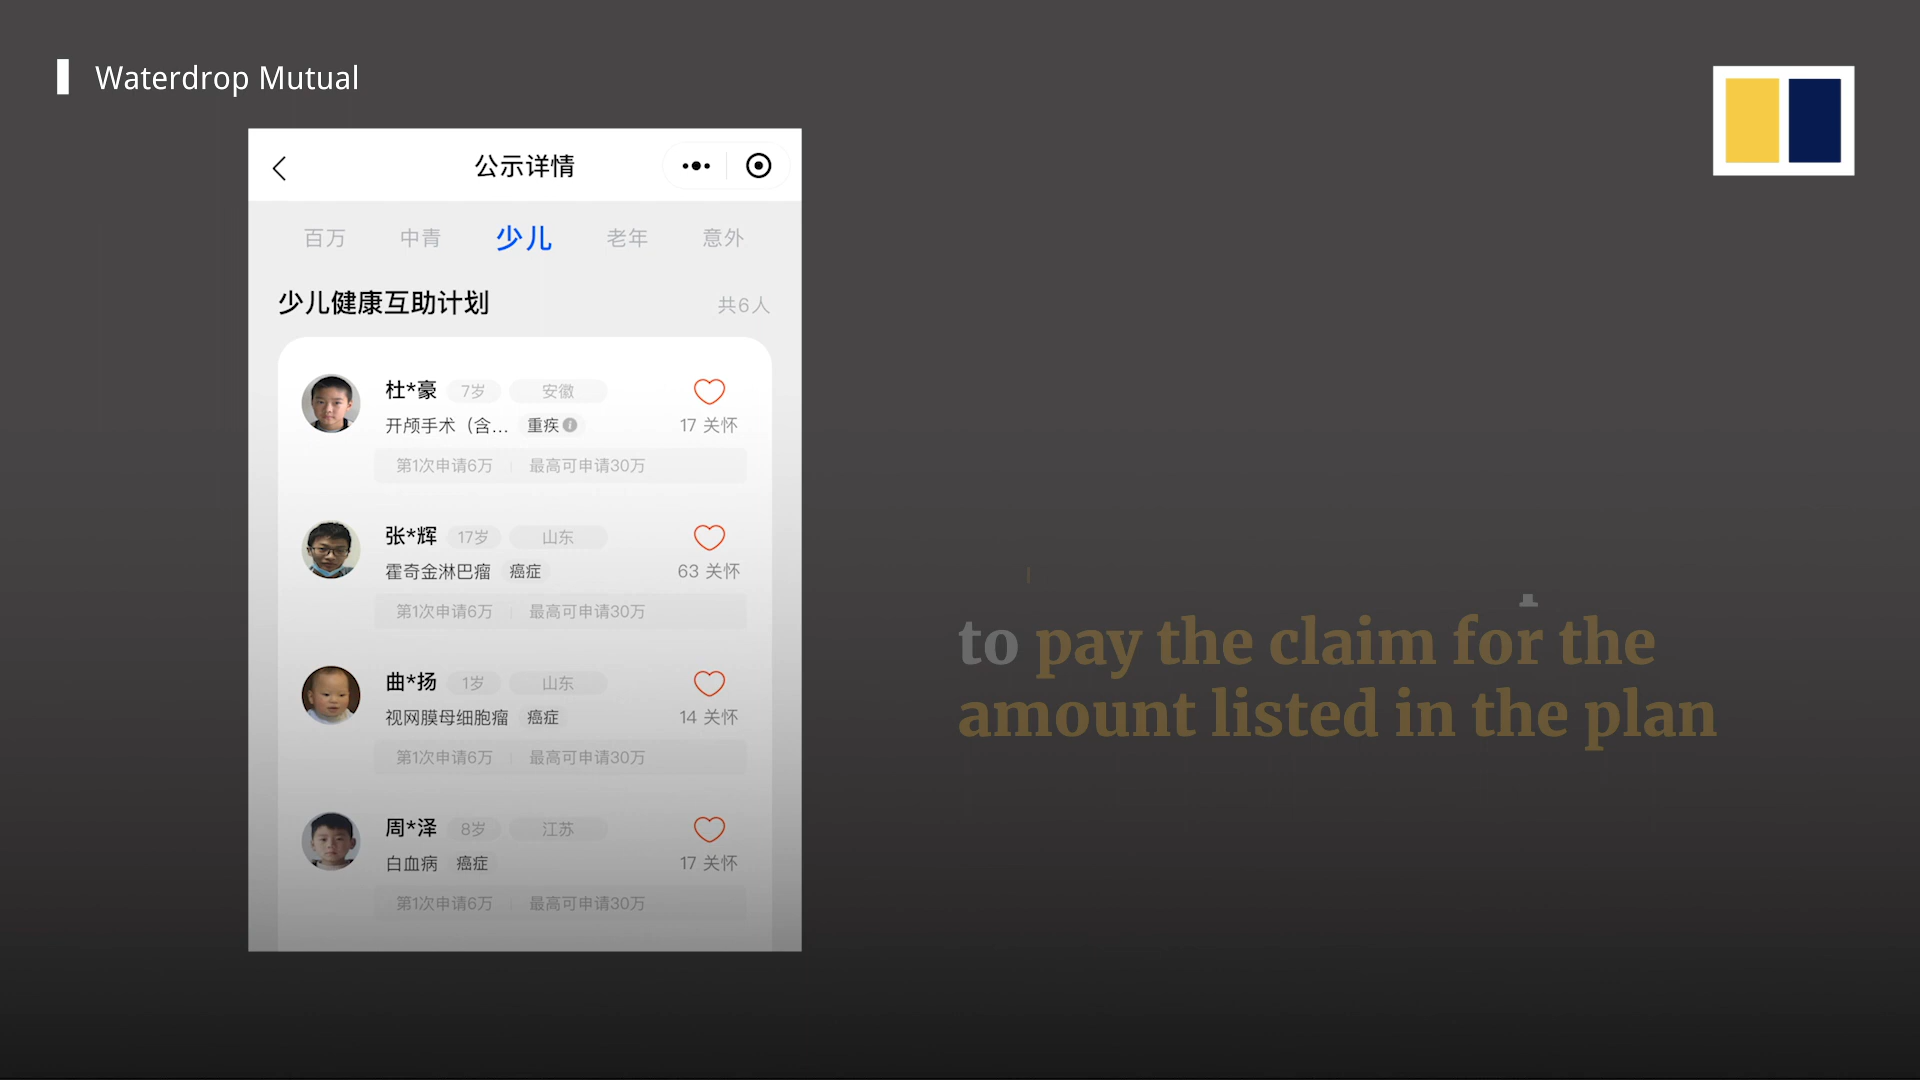 Waterdrop Mutual
公示详情
百万 中青 少儿 老年 意外
少儿健康互助计划 共6人
杜*豪 7岁 安徽
开颅手术（含... 重疾 17 关怀
第1次申请6万 最高可申请30万
张*辉 17岁 山东
霍奇金淋巴瘤 癌症 63 关怀
第1次申请6万 最高可申请30万
曲*扬 1岁 山东
视网膜母细胞瘤 癌症 14 关怀
第1次申请6万 最高可申请30万
周*泽 8岁 江苏
白血病 癌症 17 关怀
第1次申请6万 最高可申请30万
to pay the claim for the
amount listed in the plan